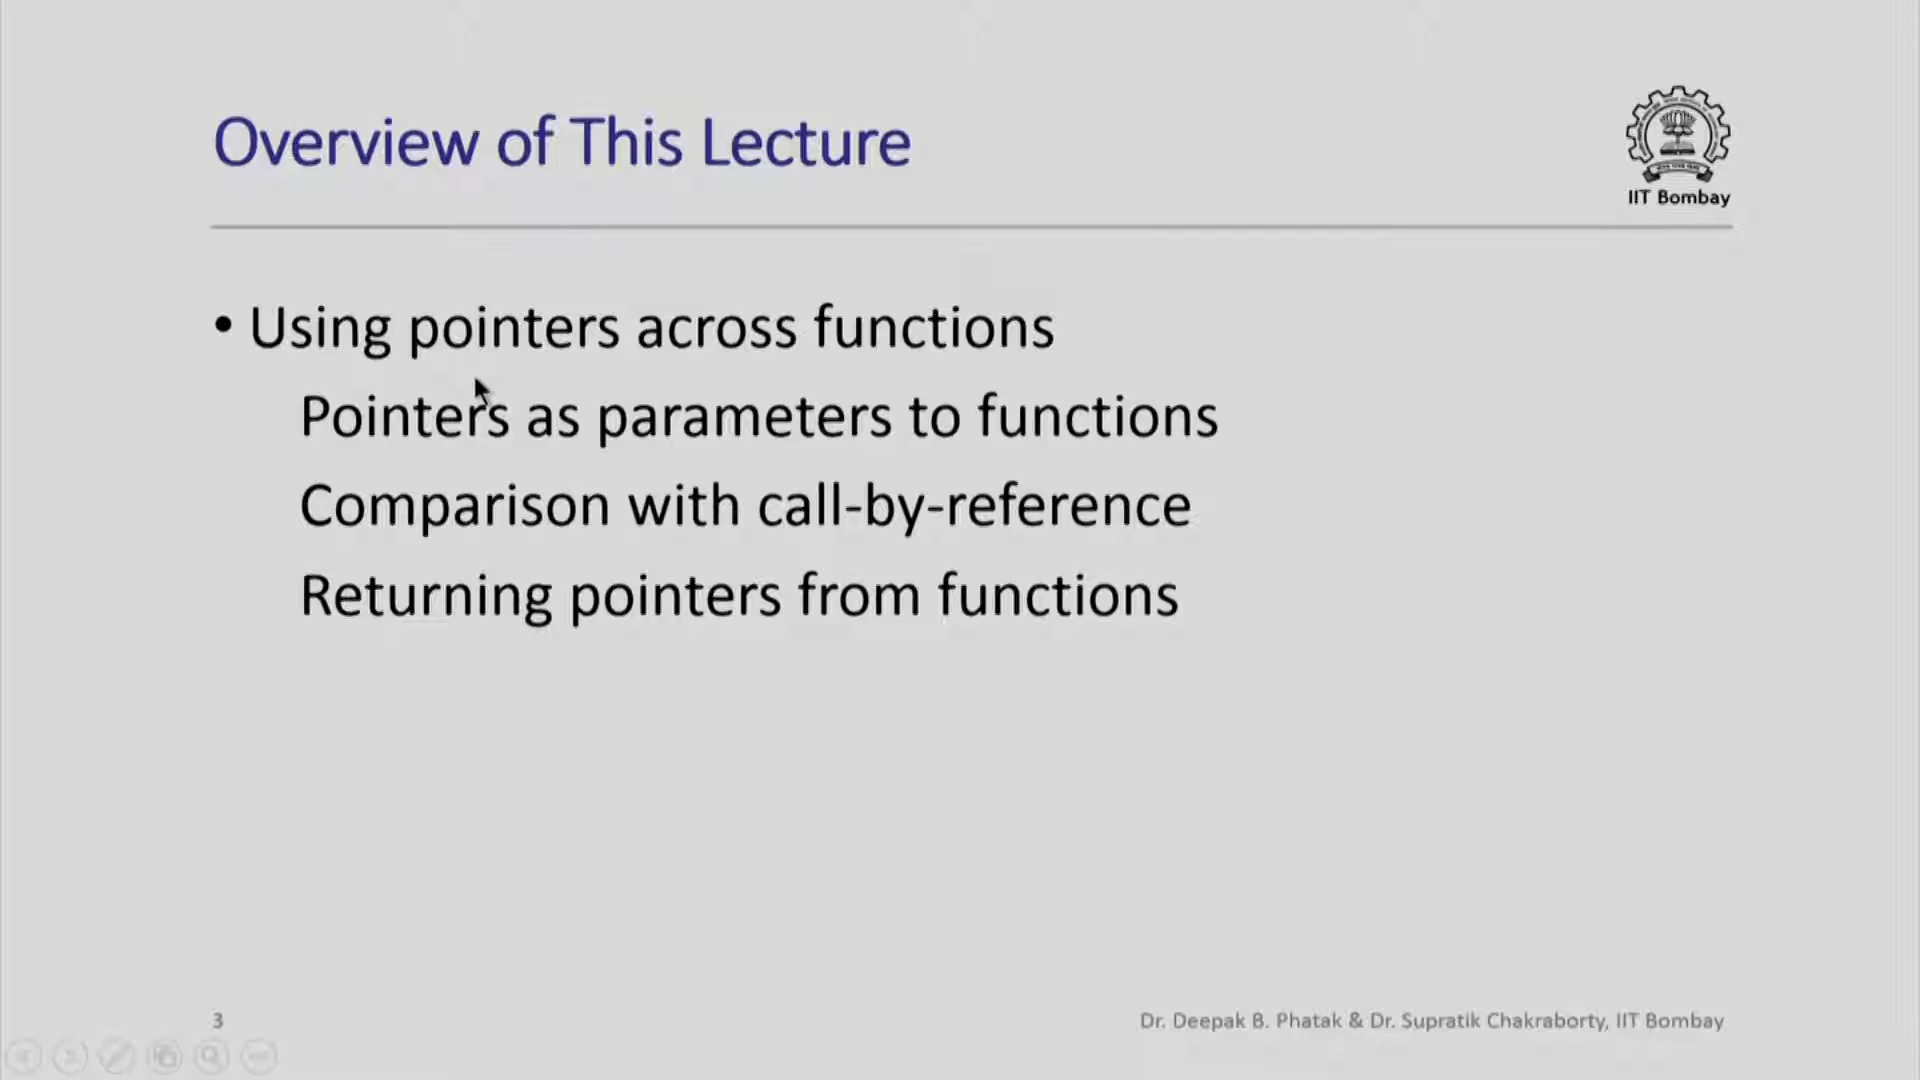 Overview of This Lecture
IIT Bombay
• Using pointers across functions
Pointers as parameters to functions
Comparison with call-by-reference
Returning pointers from functions
3
Dr. Deepak B. Phatak & Dr. Supratik Chakraborty, IIT Bombay